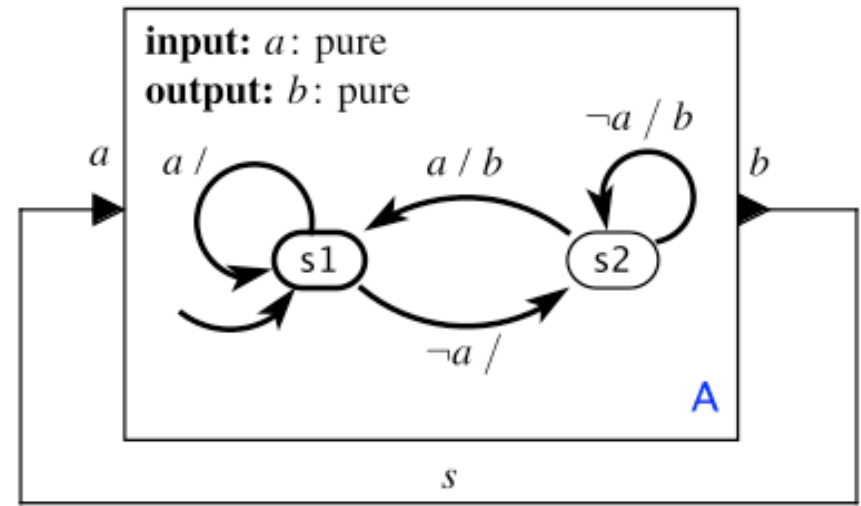 input: a: pure
output: b: pure
¬a / b
a
a /
a / b
b
s1
s2
¬a /
A
s